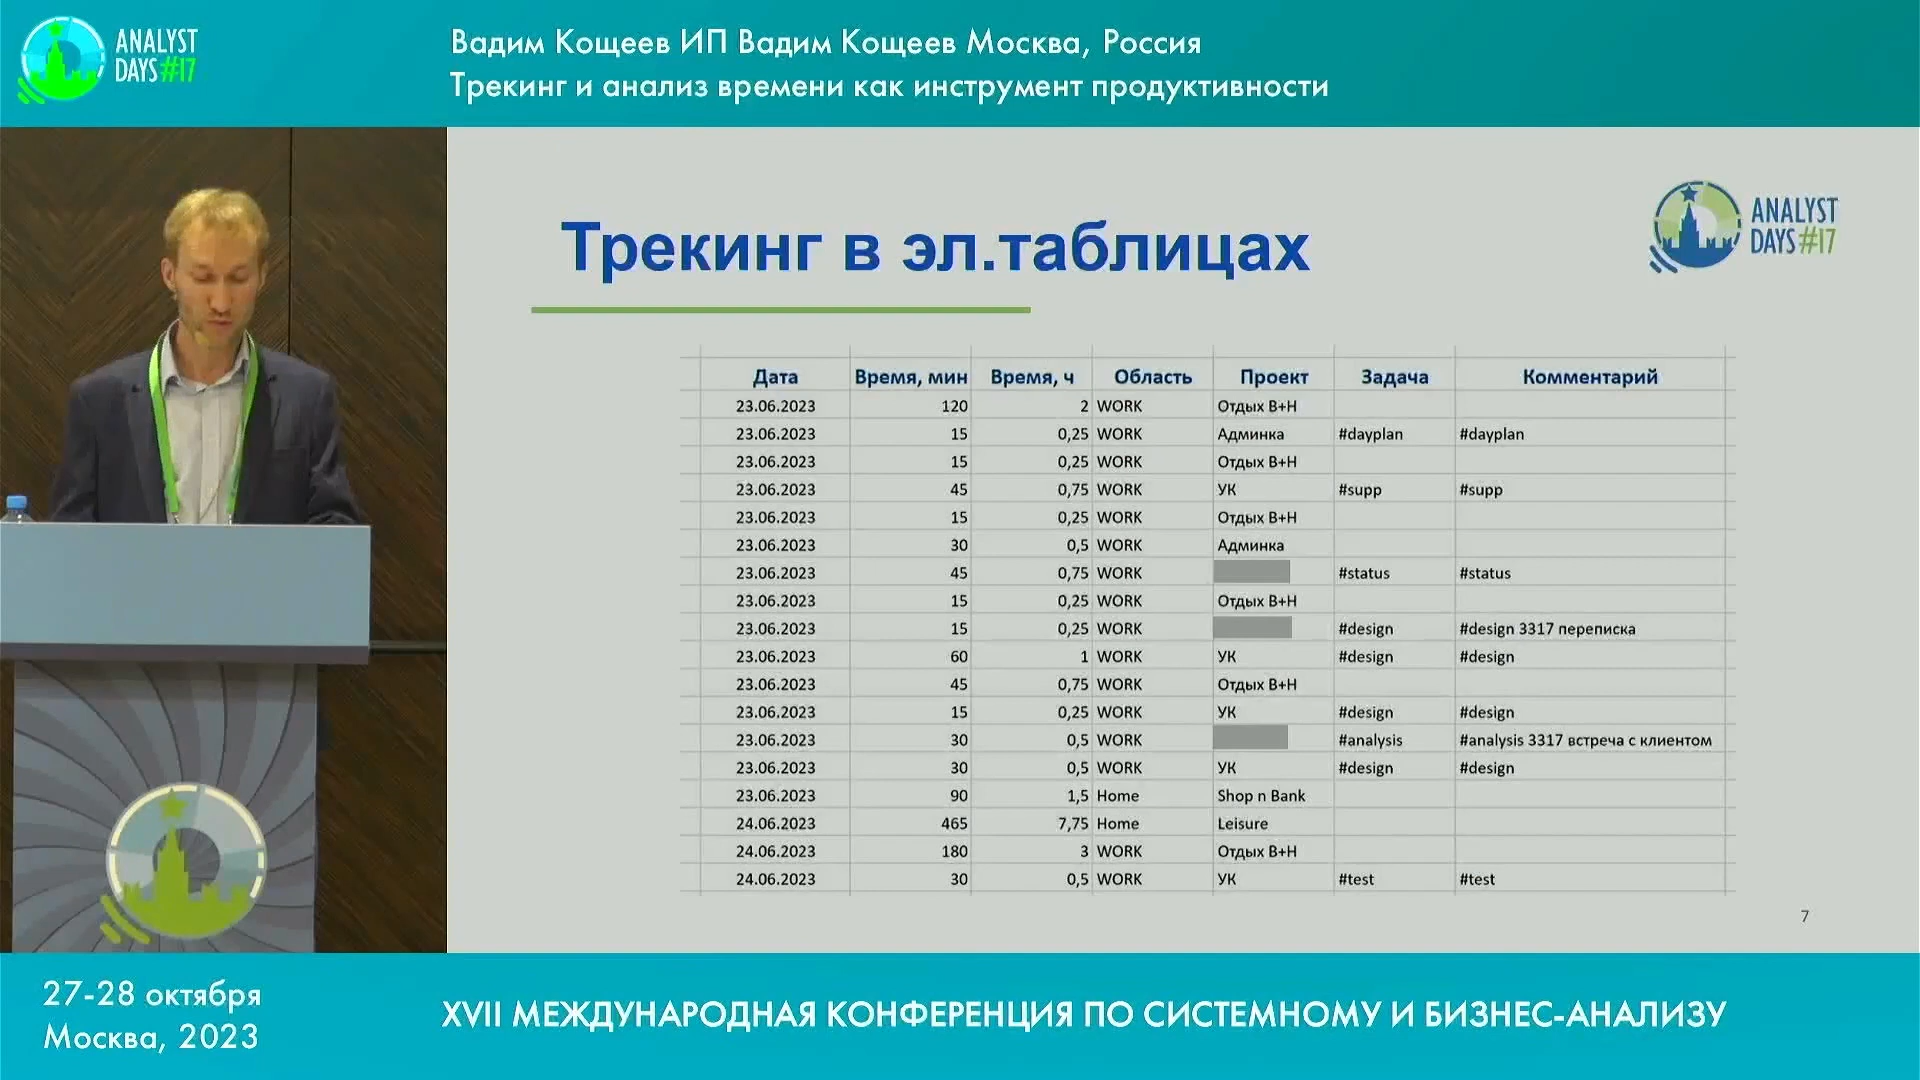 ANALYST
DAYS #17
Вадим Кощеев ИП Вадим Кощеев Москва, Россия
Трекинг и анализ времени как инструмент продуктивности
Трекинг в эл.таблицах
ANALYST
DAYS #17
Дата Время, мин Время, ч Область Проект Задача Комментарий
23.06.2023 120 2 WORK Отдых В+Н
23.06.2023 15 0,25 WORK Админка #dayplan #dayplan
23.06.2023 15 0,25 WORK Отдых В+Н
23.06.2023 45 0,75 WORK УК #supp #supp
23.06.2023 15 0,25 WORK Отдых В+Н
23.06.2023 30 0,5 WORK Админка
23.06.2023 45 0,75 WORK #status #status
23.06.2023 15 0,25 WORK Отдых В+Н
23.06.2023 15 0,25 WORK #design #design 3317 переписка
23.06.2023 60 1 WORK УК #design #design
23.06.2023 45 0,75 WORK Отдых В+Н
23.06.2023 15 0,25 WORK УК #design #design
23.06.2023 30 0,5 WORK #analysis #analysis 3317 встреча с клиентом
23.06.2023 30 0,5 WORK УК #design #design
23.06.2023 90 1,5 Home Shop n Bank
24.06.2023 465 7,75 Home Leisure
24.06.2023 180 3 WORK Отдых В+Н
24.06.2023 30 0,5 WORK УК #test #test
7
27-28 октября
Москва, 2023
XVII МЕЖДУНАРОДНАЯ КОНФЕРЕНЦИЯ ПО СИСТЕМНОМУ И БИЗНЕС-АНАЛИЗУ